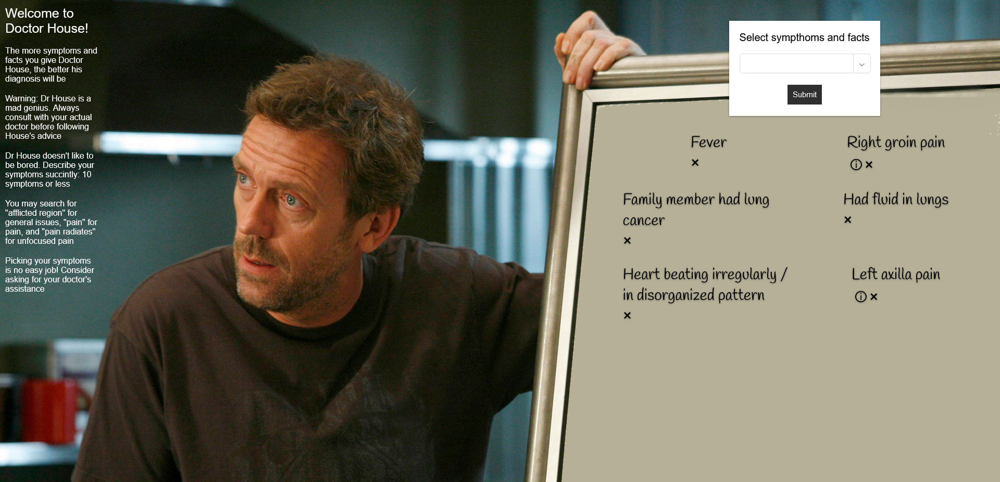 Welcome to
Doctor House!
The more symptoms and
facts you give Doctor
House, the better his
diagnosis will be
Warning: Dr House is a
mad genius. Always
consult with your actual
doctor before following
House's advice
Dr House doesn't like to
be bored. Describe your
symptoms succintly: 10
symptoms or less
You may search for
"afflicted region" for
general issues, "pain" for
pain, and "pain radiates"
for unfocused pain
Picking your symptoms
is no easy job! Consider
asking for your doctor's
assistance
Select sympthoms and facts
Submit
Fever
Right groin pain
Family member had lung
cancer
Had fluid in lungs
Heart beating irregularly /
in disorganized pattern
Left axilla pain